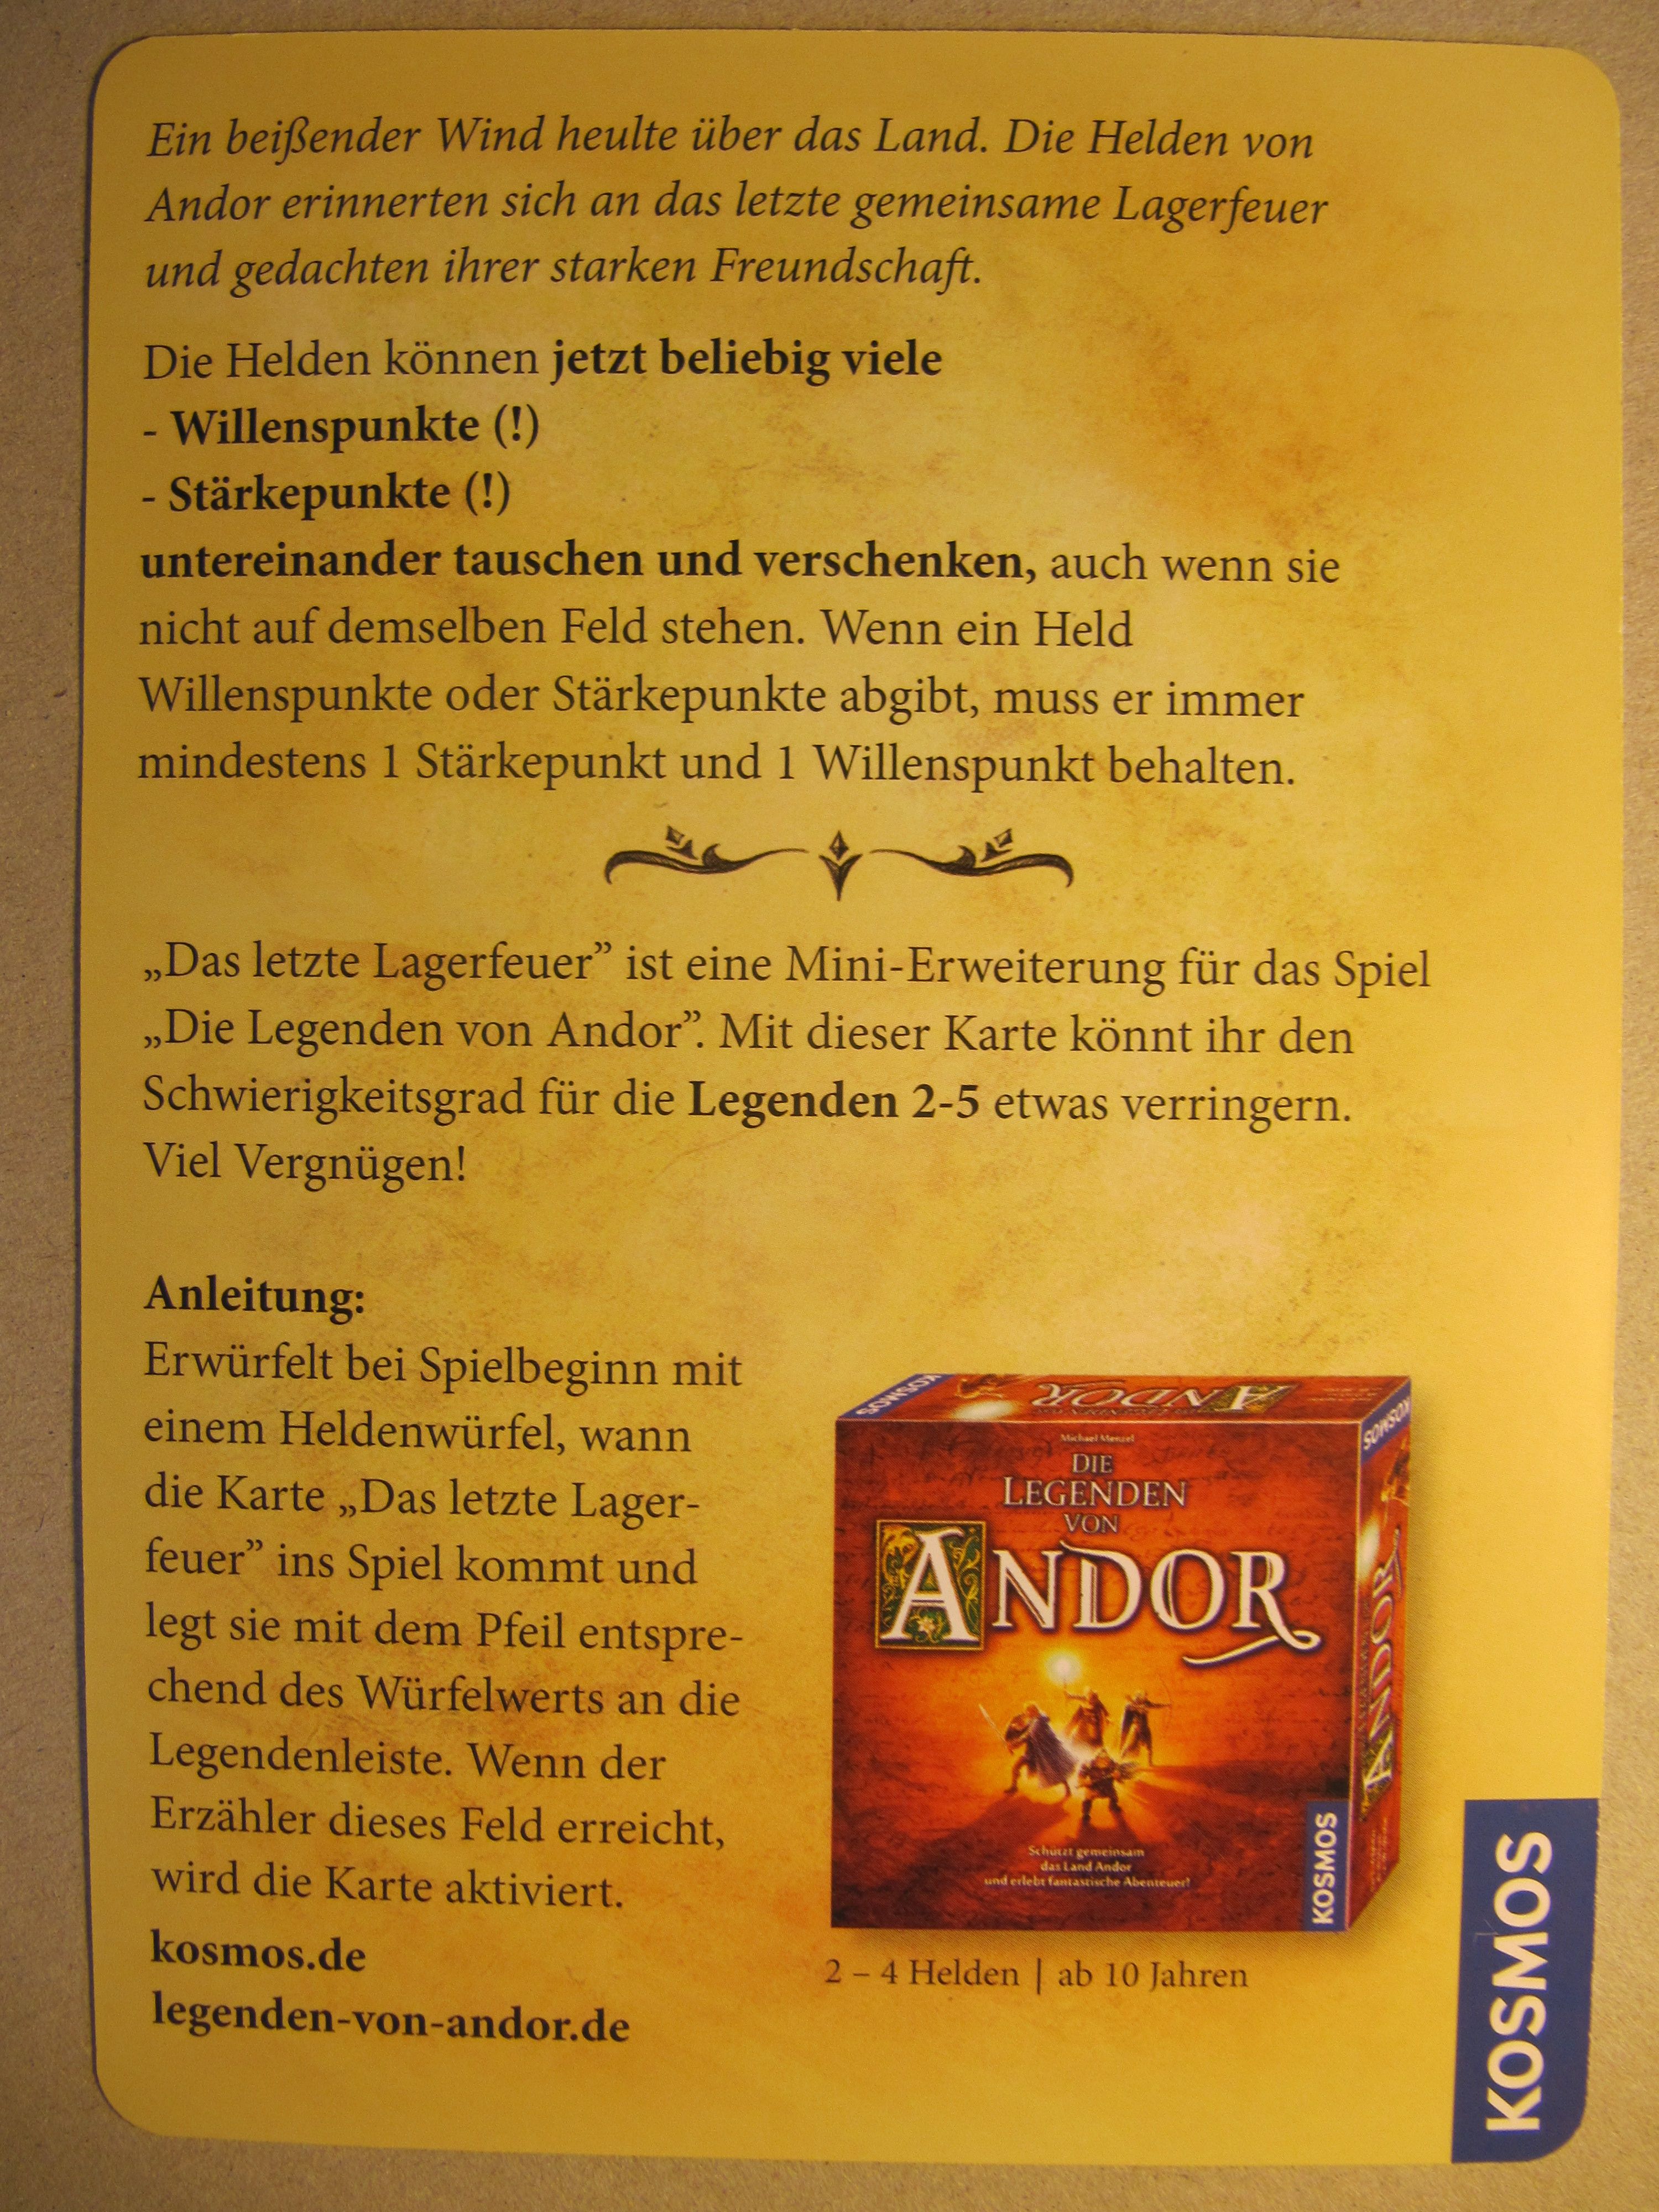 Ein beißender Wind heulte über das Land. Die Helden von
Andor erinnerten sich an das letzte gemeinsame Lagerfeuer
und gedachten ihrer starken Freundschaft.
Die Helden können jetzt beliebig viele
- Willenspunkte (!)
- Stärkepunkte (!)
untereinander tauschen und verschenken, auch wenn sie
nicht auf demselben Feld stehen. Wenn ein Held
Willenspunkte oder Stärkepunkte abgibt, muss er immer
mindestens 1 Stärkepunkt und 1 Willenspunkt behalten.
„Das letzte Lagerfeuer” ist eine Mini-Erweiterung für das Spiel
„Die Legenden von Andor”. Mit dieser Karte könnt ihr den
Schwierigkeitsgrad für die Legenden 2-5 etwas verringern.
Viel Vergnügen!
Anleitung:
Erwürfelt bei Spielbeginn mit
einem Heldenwürfel, wann
die Karte „Das letzte Lager-
feuer” ins Spiel kommt und
legt sie mit dem Pfeil entspre-
chend des Würfelwerts an die
Legendenleiste. Wenn der
Erzähler dieses Feld erreicht,
wird die Karte aktiviert.
kosmos.de
legenden-von-andor.de
KOSMOS
ANDOR
KOSMOS
Michael Menzel
DIE
LEGENDEN
VON
ANDOR
ANDOR
Schützt gemeinsam
das Land Andor
und erlebt fantastische Abenteuer!
KOSMOS
2 – 4 Helden | ab 10 Jahren
KOSMOS